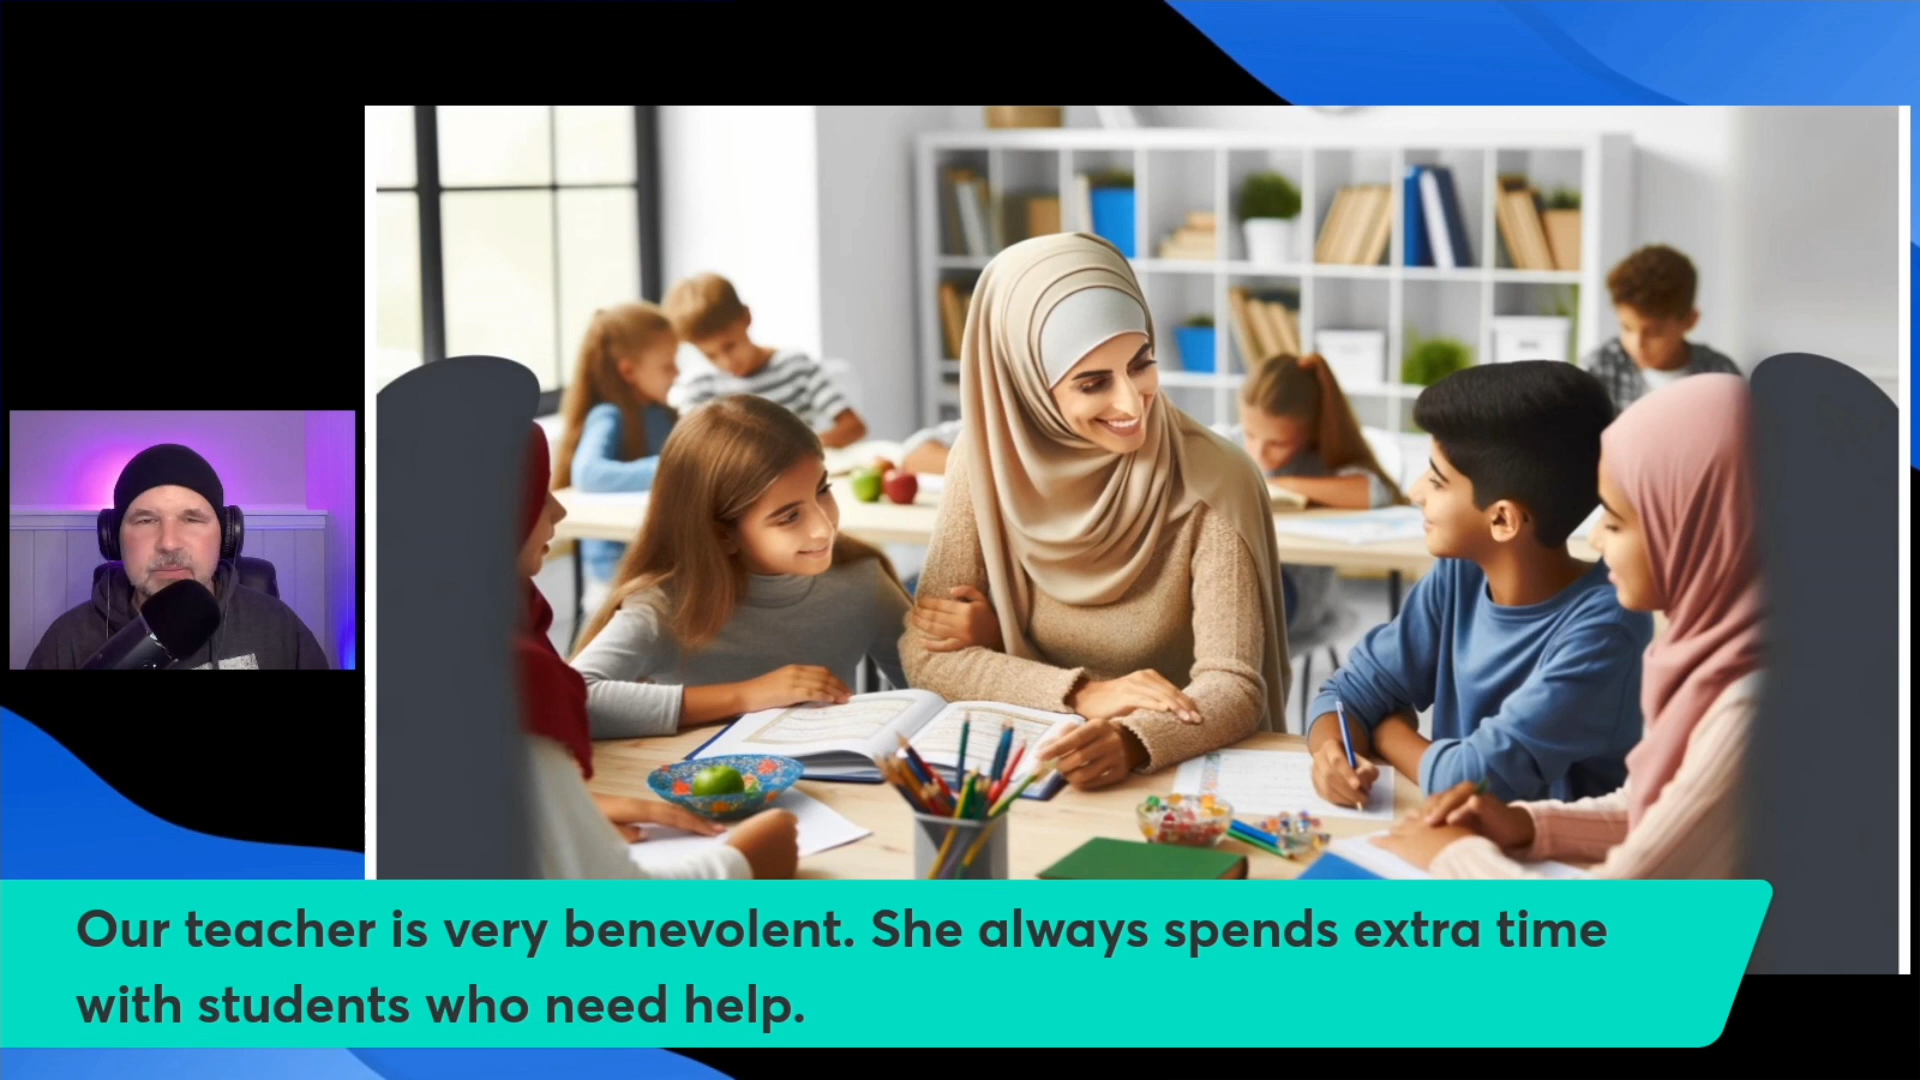 Our teacher is very benevolent. She always spends extra time
with students who need help.